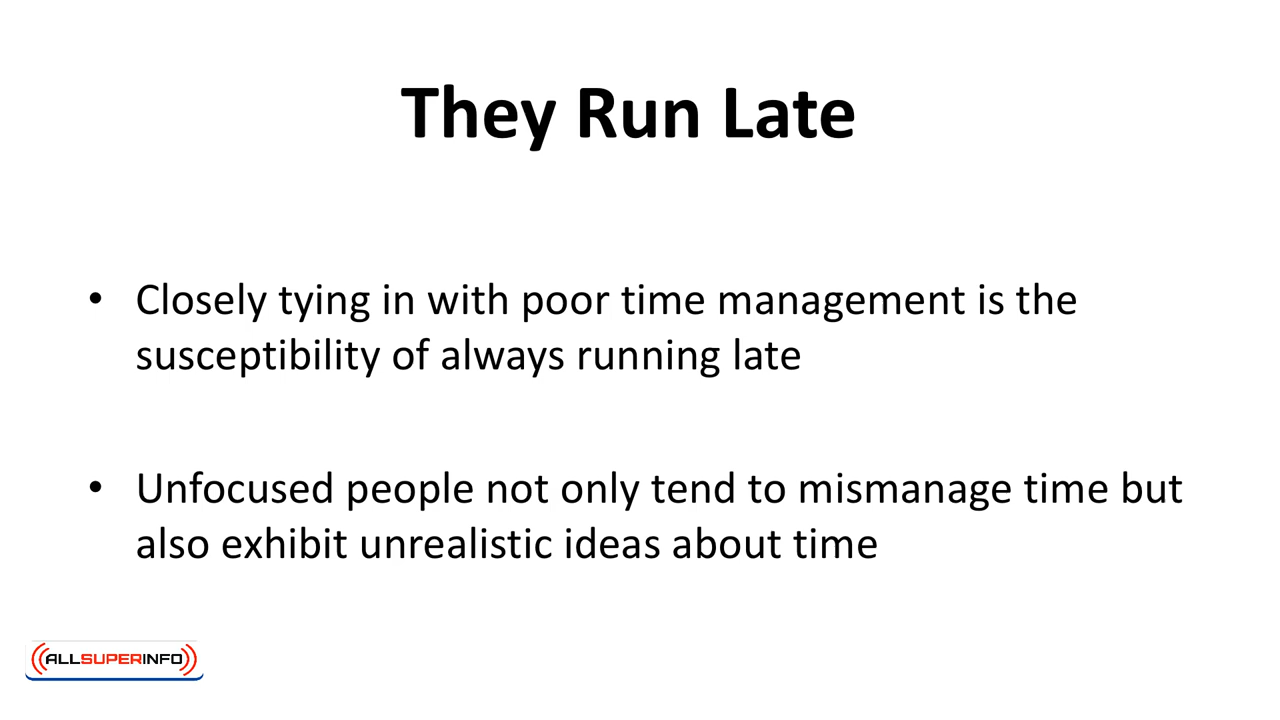 They Run Late
• Closely tying in with poor time management is the
susceptibility of always running late
• Unfocused people not only tend to mismanage time but
also exhibit unrealistic ideas about time
ALLSUPERINFO